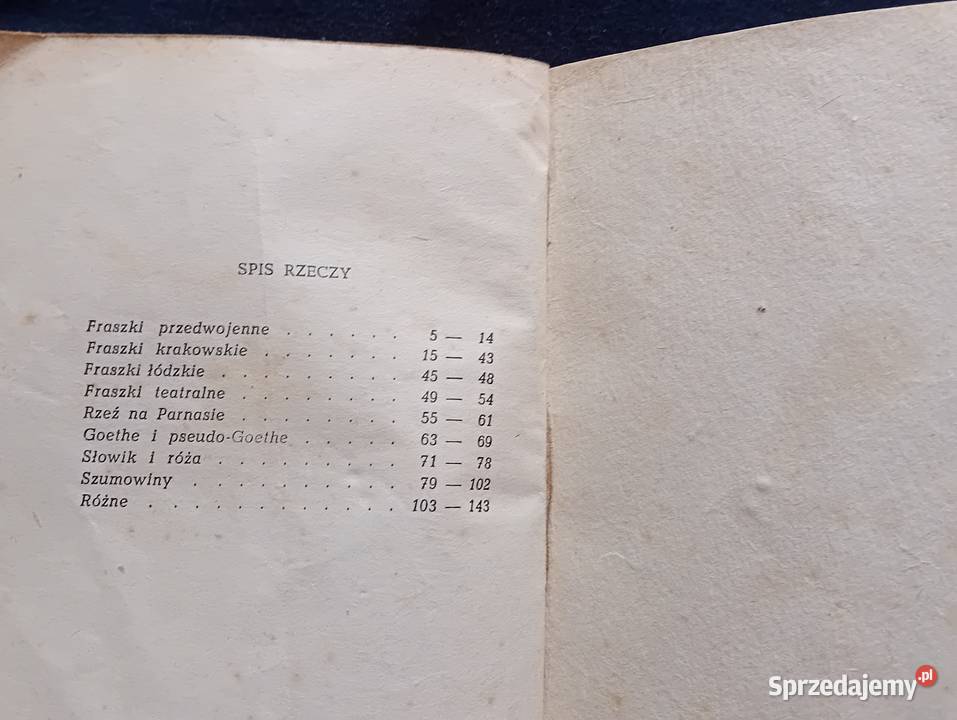 SPIS RZECZY
Fraszki przedwojenne . . . . . . 5 — 14
Fraszki krakowskie . . . . . . . 15 — 43
Fraszki łódzkie . . . . . . . . . 45 — 48
Fraszki teatralne . . . . . . . . 49 — 54
Rzeź na Parnasie . . . . . . . . 55 — 61
Goethe i pseudo-Goethe . . . . . 63 — 69
Słowik i róża . . . . . . . . . 71 — 78
Szumowiny . . . . . . . . . . 79 — 102
Różne . . . . . . . . . . . . 103 — 143
Sprzedajemy.pl